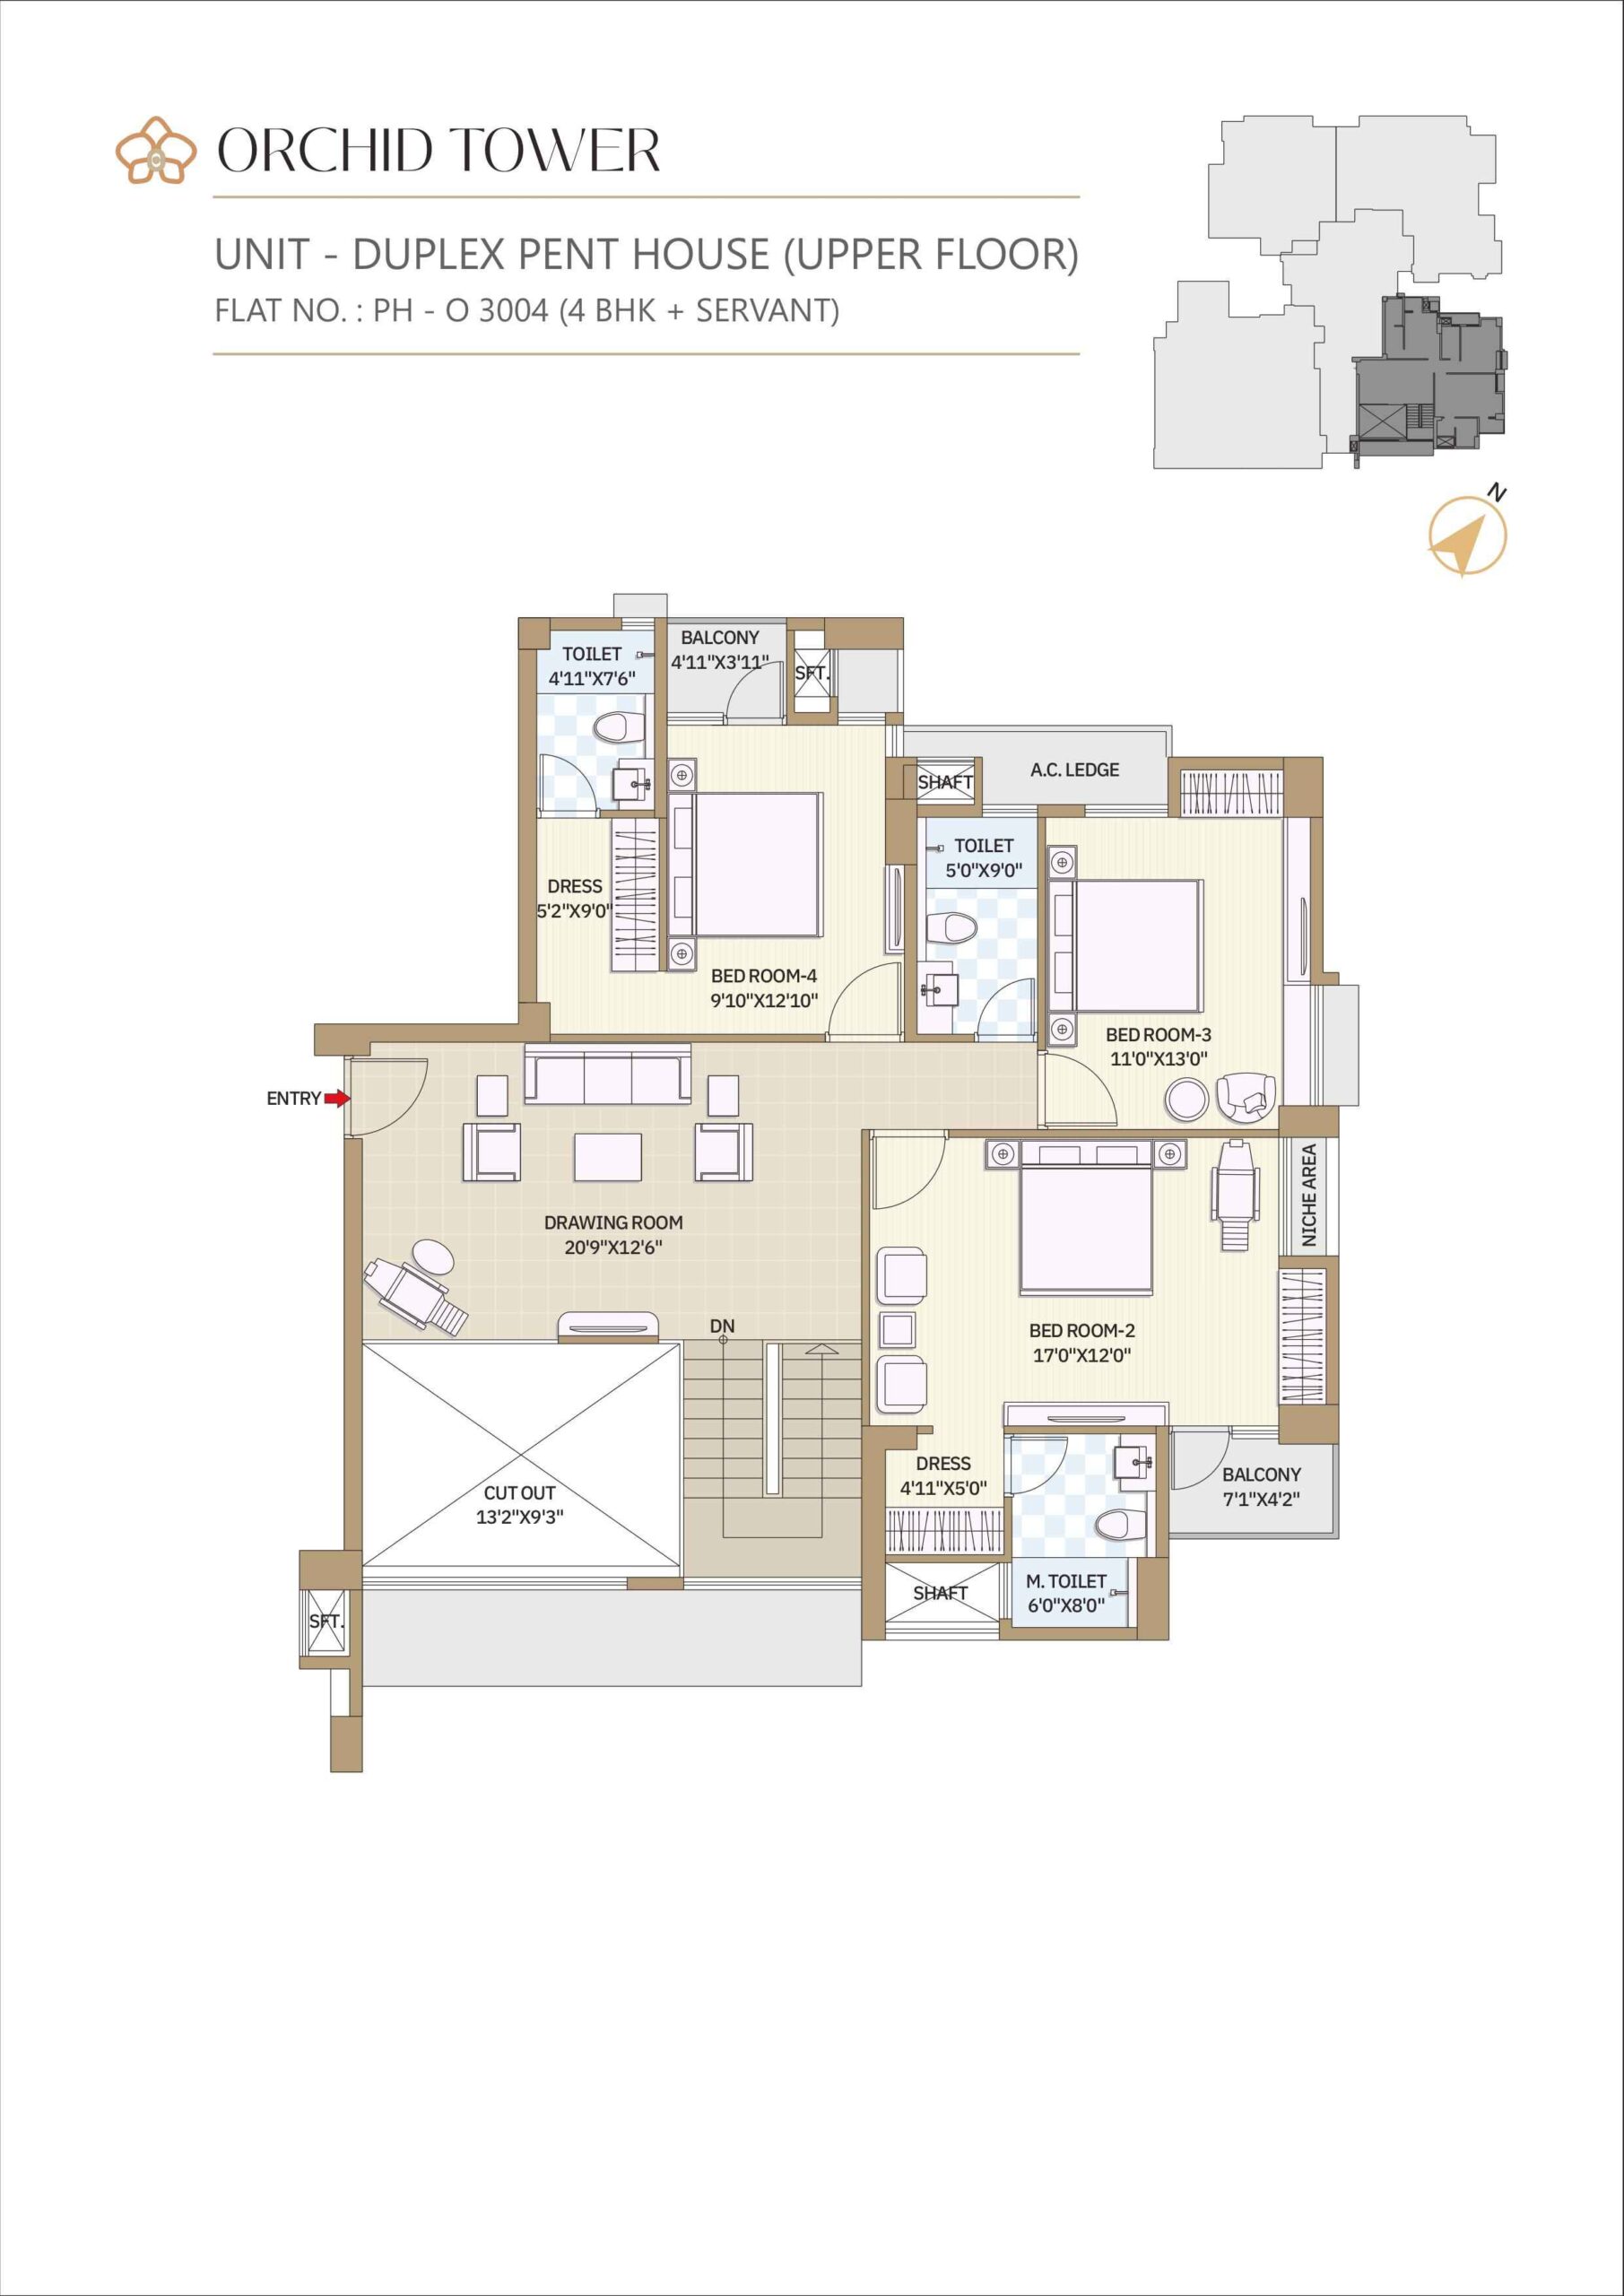 ORCHID TOWER
UNIT - DUPLEX PENT HOUSE (UPPER FLOOR)
FLAT NO. : PH - O 3004 (4 BHK + SERVANT)
N
TOILET
4'11"X7'6"
BALCONY
4'11"X3'11"
SFT.
SHAFT
A.C. LEDGE
TOILET
5'0"X9'0"
DRESS
5'2"X9'0"
BED ROOM-4
9'10"X12'10"
BED ROOM-3
11'0"X13'0"
ENTRY
NICHE AREA
DRAWING ROOM
20'9"X12'6"
DN
BED ROOM-2
17'0"X12'0"
DRESS
4'11"X5'0"
BALCONY
7'1"X4'2"
CUT OUT
13'2"X9'3"
SHAFT
M. TOILET
6'0"X8'0"
SFT.